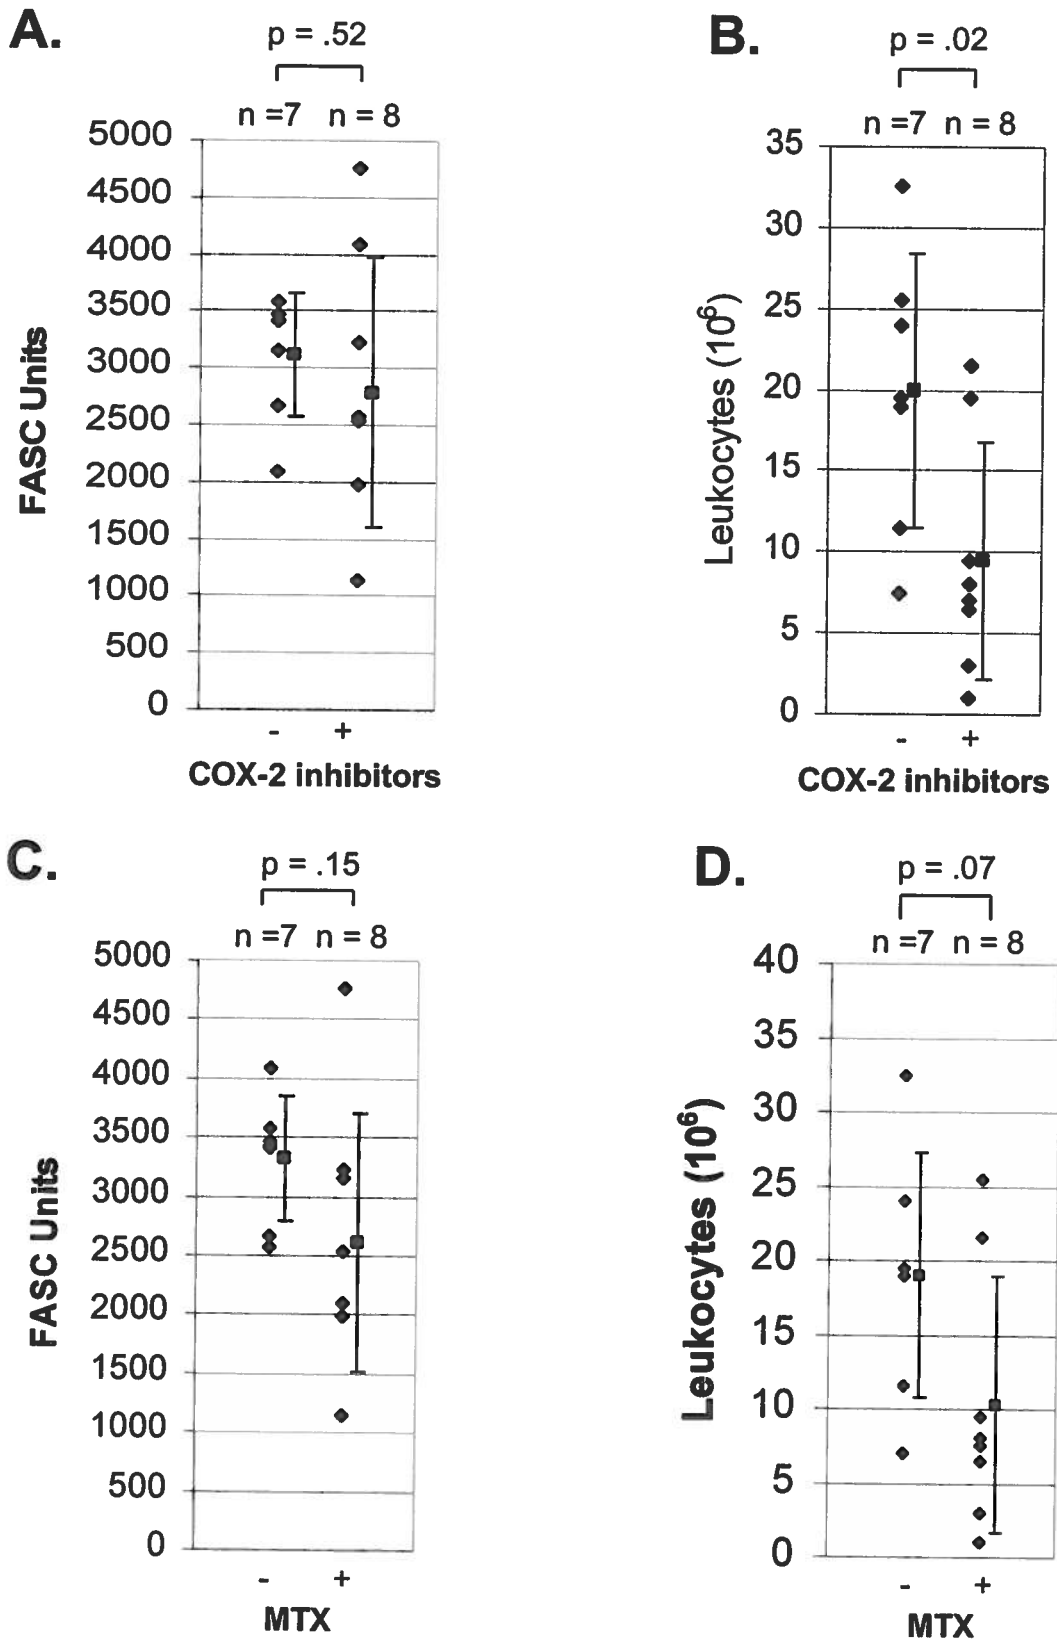 A.
p = .52
n =7 n = 8
5000
4500
4000
3500
3000
2500
2000
1500
1000
500
0
FASC Units
- +
COX-2 inhibitors
B.
p = .02
n =7 n = 8
35
30
25
20
15
10
5
0
Leukocytes (10⁶)
- +
COX-2 inhibitors
C.
p = .15
n =7 n = 8
5000
4500
4000
3500
3000
2500
2000
1500
1000
500
0
FASC Units
- +
MTX
D.
p = .07
n =7 n = 8
40
35
30
25
20
15
10
5
0
Leukocytes (10⁶)
- +
MTX